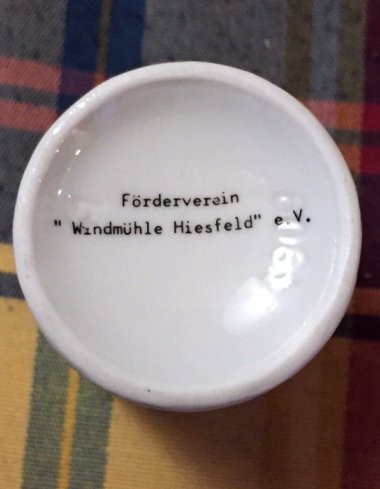 Förderverein
" Windmühle Hiesfeld" e.V.